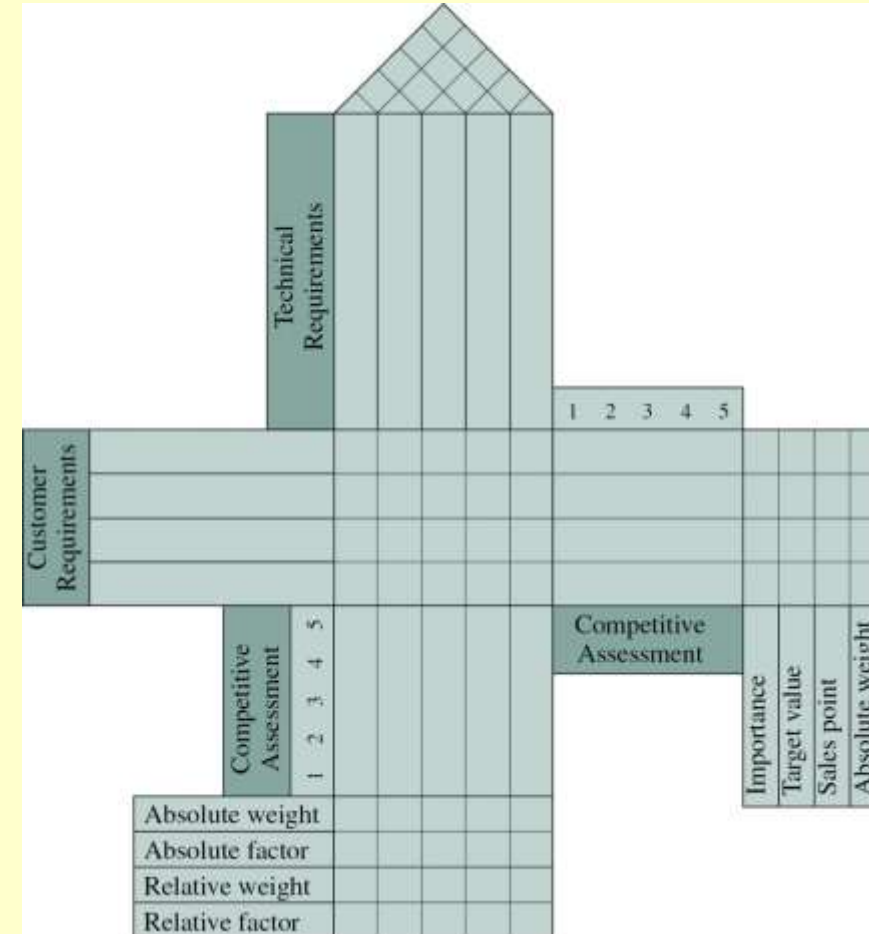 Technical
Requirements
1 2 3 4 5
Customer
Requirements
Competitive
Assessment
5
4
3
2
1
Competitive
Assessment
Importance
Target value
Sales point
Absolute weight
Absolute weight
Absolute factor
Relative weight
Relative factor